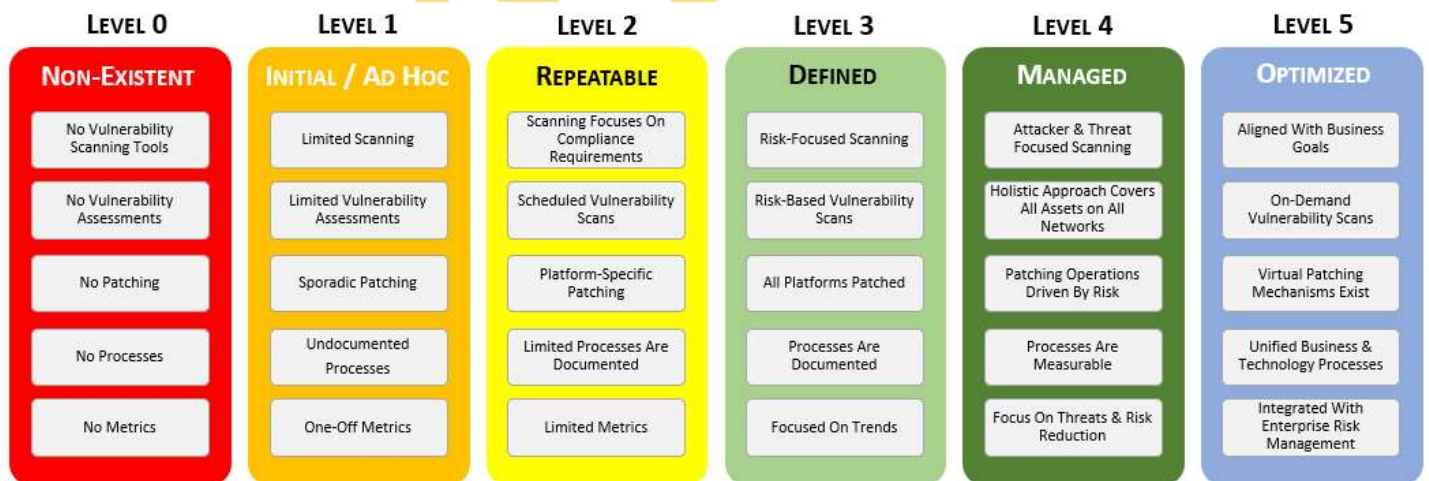 LEVEL 0
NON-EXISTENT
No Vulnerability
Scanning Tools
No Vulnerability
Assessments
No Patching
No Processes
No Metrics
LEVEL 1
INITIAL / AD HOC
Limited Scanning
Limited Vulnerability
Assessments
Sporadic Patching
Undocumented
Processes
One-Off Metrics
LEVEL 2
REPEATABLE
Scanning Focuses On
Compliance
Requirements
Scheduled Vulnerability
Scans
Platform-Specific
Patching
Limited Processes Are
Documented
Limited Metrics
LEVEL 3
DEFINED
Risk-Focused Scanning
Risk-Based Vulnerability
Scans
All Platforms Patched
Processes Are
Documented
Focused On Trends
LEVEL 4
MANAGED
Attacker & Threat
Focused Scanning
Holistic Approach Covers
All Assets on All
Networks
Patching Operations
Driven By Risk
Processes Are
Measurable
Focus On Threats & Risk
Reduction
LEVEL 5
OPTIMIZED
Aligned With Business
Goals
On-Demand
Vulnerability Scans
Virtual Patching
Mechanisms Exist
Unified Business &
Technology Processes
Integrated With
Enterprise Risk
Management